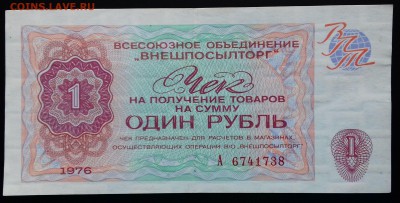 COINS.LAVE.RU
ВСЕСОЮЗНОЕ ОБЪЕДИНЕНИЕ
„ВНЕШПОСЫЛТОРГ"
ВПТ
Чек
НА ПОЛУЧЕНИЕ ТОВАРОВ
НА СУММУ
1
ОДИН РУБЛЬ
ЧЕК ПРЕДНАЗНАЧЕН ДЛЯ РАСЧЕТОВ В МАГАЗИНАХ,
ОСУЩЕСТВЛЯЮЩИХ ОПЕРАЦИИ В/О „ВНЕШПОСЫЛТОРГ"
1
1976
А 6741738